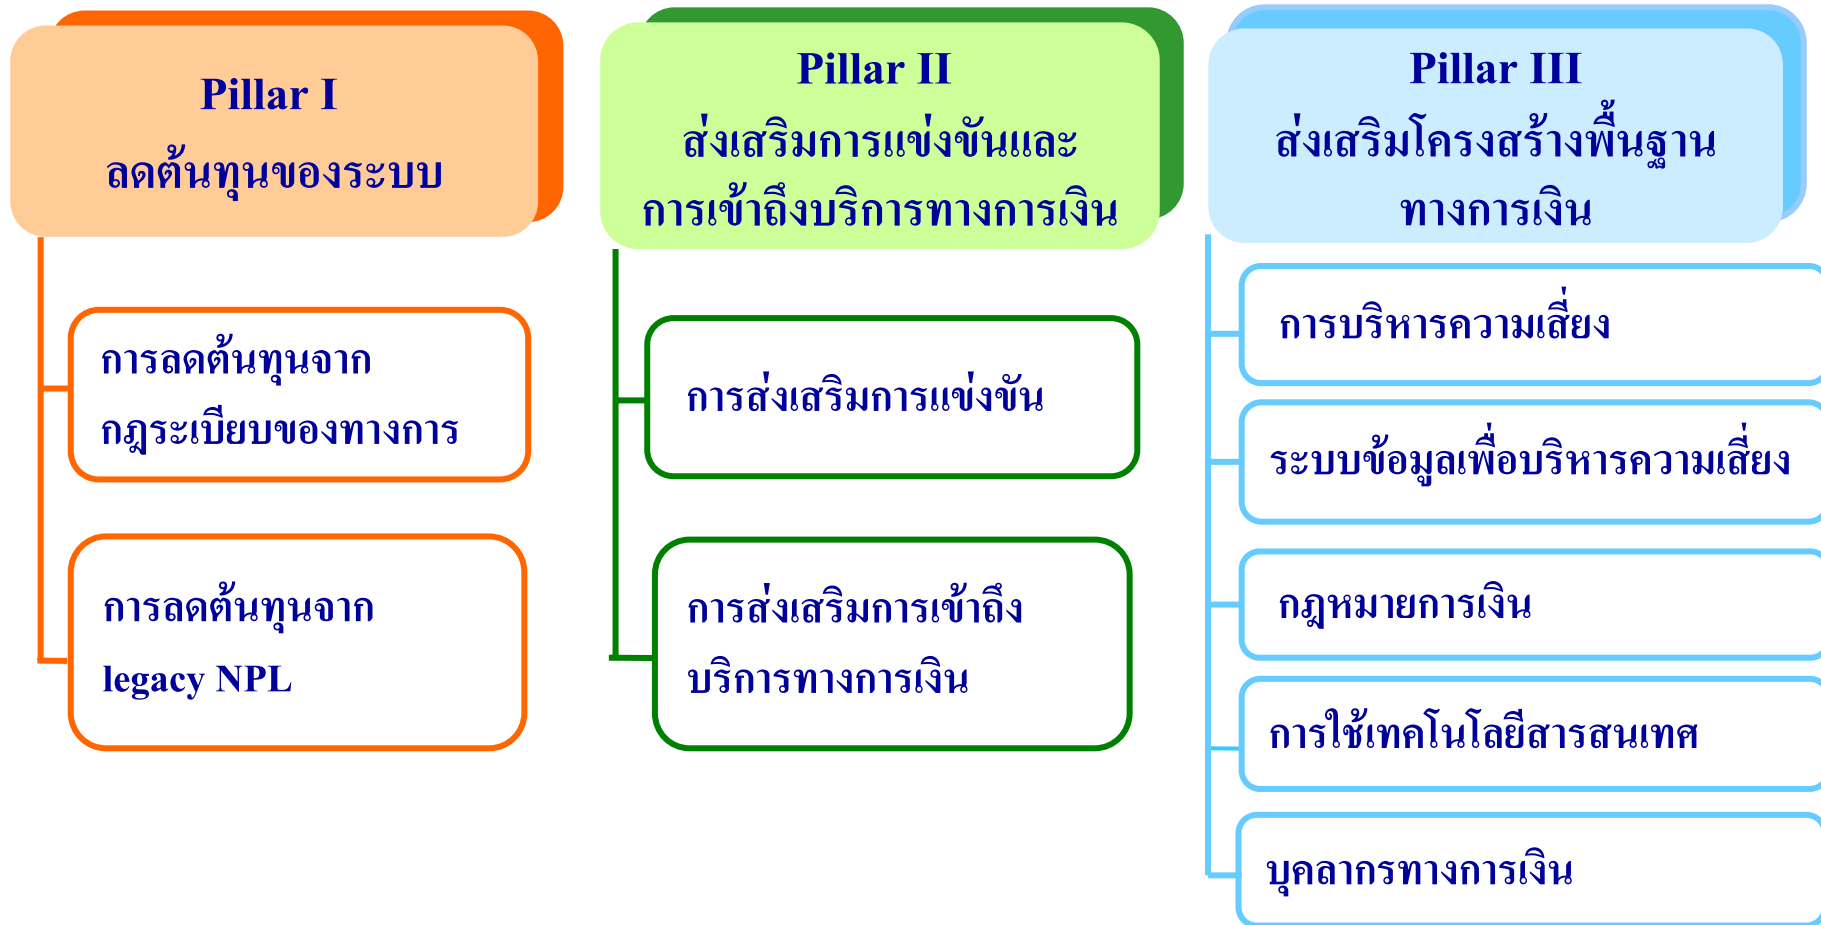 Pillar I
ลดต้นทุนของระบบ
การลดต้นทุนจาก
กฎระเบียบของทางการ
การลดต้นทุนจาก
legacy NPL
Pillar II
ส่งเสริมการแข่งขันและ
การเข้าถึงบริการทางการเงิน
การส่งเสริมการแข่งขัน
การส่งเสริมการเข้าถึง
บริการทางการเงิน
Pillar III
ส่งเสริมโครงสร้างพื้นฐาน
ทางการเงิน
การบริหารความเสี่ยง
ระบบข้อมูลเพื่อบริหารความเสี่ยง
กฎหมายการเงิน
การใช้เทคโนโลยีสารสนเทศ
บุคลากรทางการเงิน